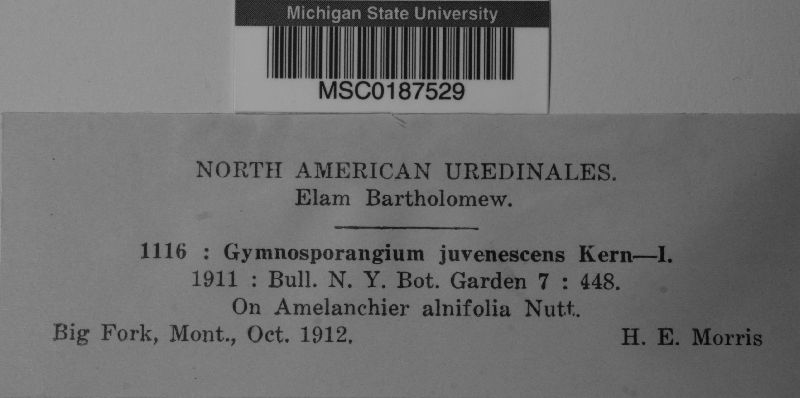 Michigan State University
MSC0187529
NORTH AMERICAN UREDINALES.
Elam Bartholomew.
1116 : Gymnosporangium juvenescens Kern—I.
1911 : Bull. N. Y. Bot. Garden 7 : 448.
On Amelanchier alnifolia Nutt.
Big Fork, Mont., Oct. 1912. H. E. Morris